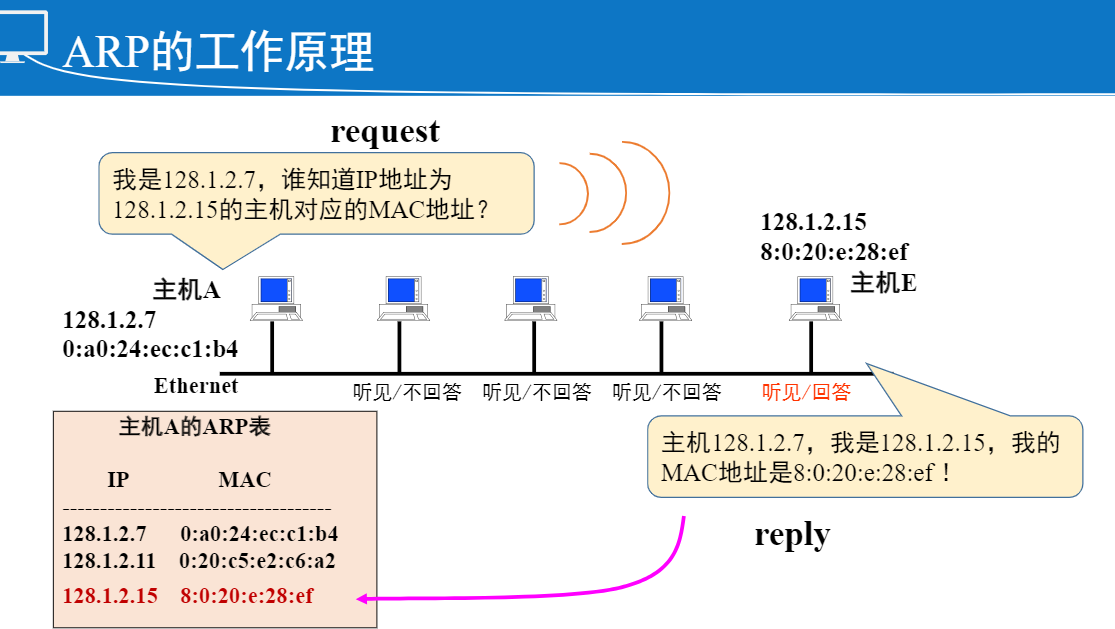 ARP的工作原理
request
我是128.1.2.7，谁知道IP地址为
128.1.2.15的主机对应的MAC地址？
128.1.2.15
8:0:20:e:28:ef
主机E
主机A
128.1.2.7
0:a0:24:ec:c1:b4
Ethernet
听见/不回答
听见/不回答
听见/不回答
听见/回答
主机A的ARP表
IP MAC
------------------------------------
128.1.2.7 0:a0:24:ec:c1:b4
128.1.2.11 0:20:c5:e2:c6:a2
128.1.2.15 8:0:20:e:28:ef
主机128.1.2.7，我是128.1.2.15，我的
MAC地址是8:0:20:e:28:ef！
reply